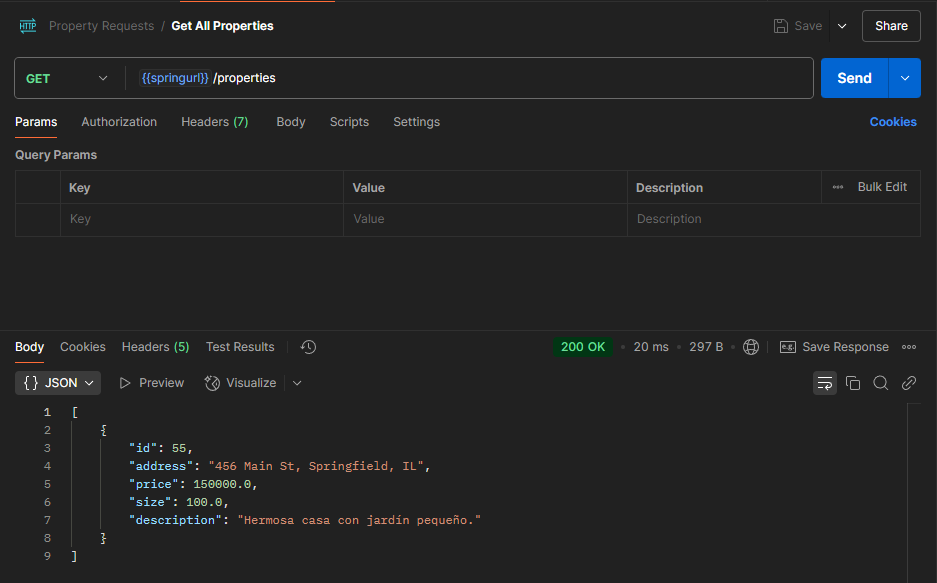 HTTP Property Requests / Get All Properties Save Share
GET {{springurl}} /properties Send
Params Authorization Headers (7) Body Scripts Settings Cookies
Query Params
Key Value Description ••• Bulk Edit
Key Value Description
Body Cookies Headers (5) Test Results 200 OK • 20 ms • 297 B • e.g. Save Response •••
{} JSON Preview Visualize
1 [
2 {
3 "id": 55,
4 "address": "456 Main St, Springfield, IL",
5 "price": 150000.0,
6 "size": 100.0,
7 "description": "Hermosa casa con jardín pequeño."
8 }
9 ]